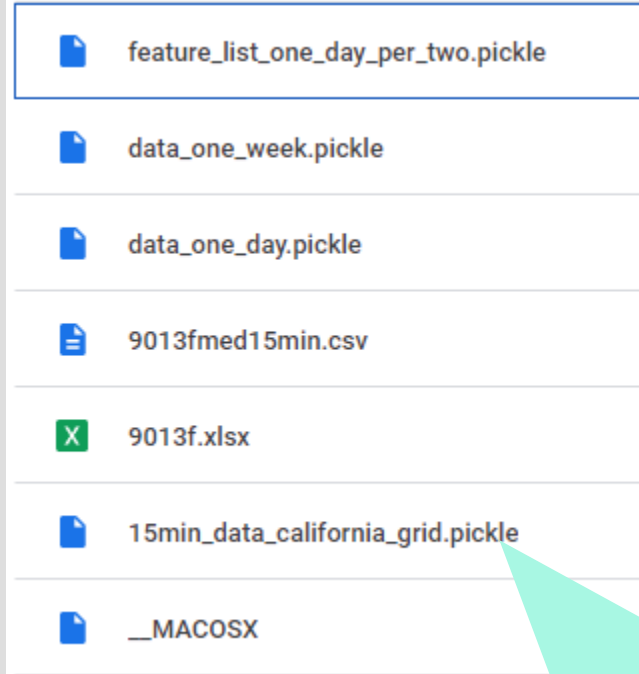 feature_list_one_day_per_two.pickle
data_one_week.pickle
data_one_day.pickle
9013fmed15min.csv
X 9013f.xlsx
15min_data_california_grid.pickle
__MACOSX